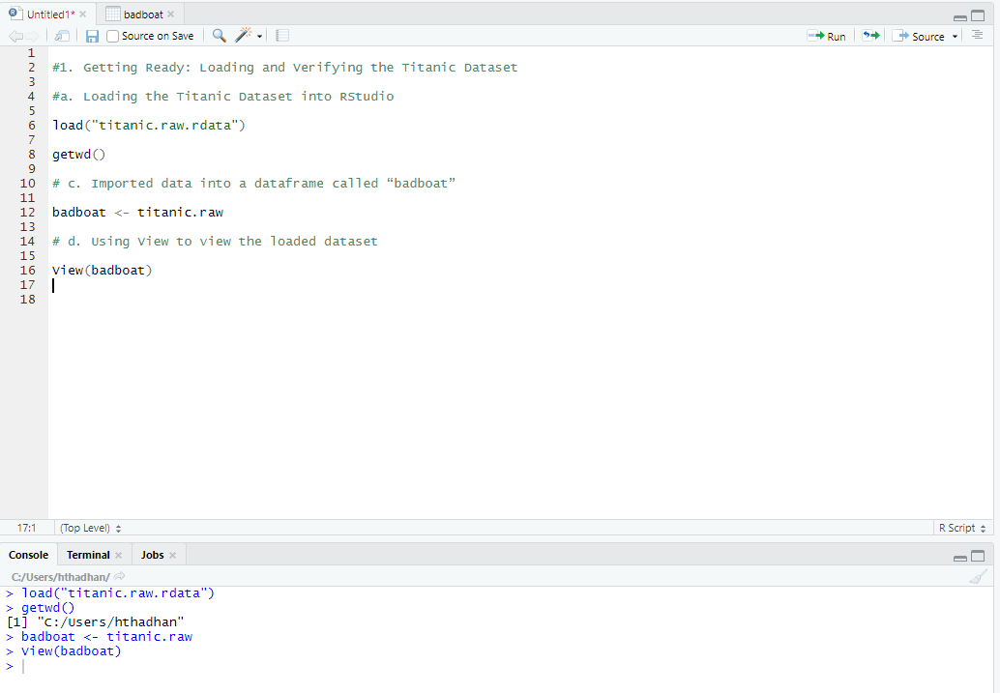 Untitled1* badboat
Source on Save Run Source
1
2 #1. Getting Ready: Loading and Verifying the Titanic Dataset
3
4 #a. Loading the Titanic Dataset into RStudio
5
6 load("titanic.raw.rdata")
7
8 getwd()
9
10 # c. Imported data into a dataframe called “badboat”
11
12 badboat <- titanic.raw
13
14 # d. Using View to view the loaded dataset
15
16 View(badboat)
17
18
17:1 (Top Level) R Script
Console Terminal Jobs
C:/Users/hthadhan/
> load("titanic.raw.rdata")
> getwd()
[1] "C:/Users/hthadhan"
> badboat <- titanic.raw
> View(badboat)
>